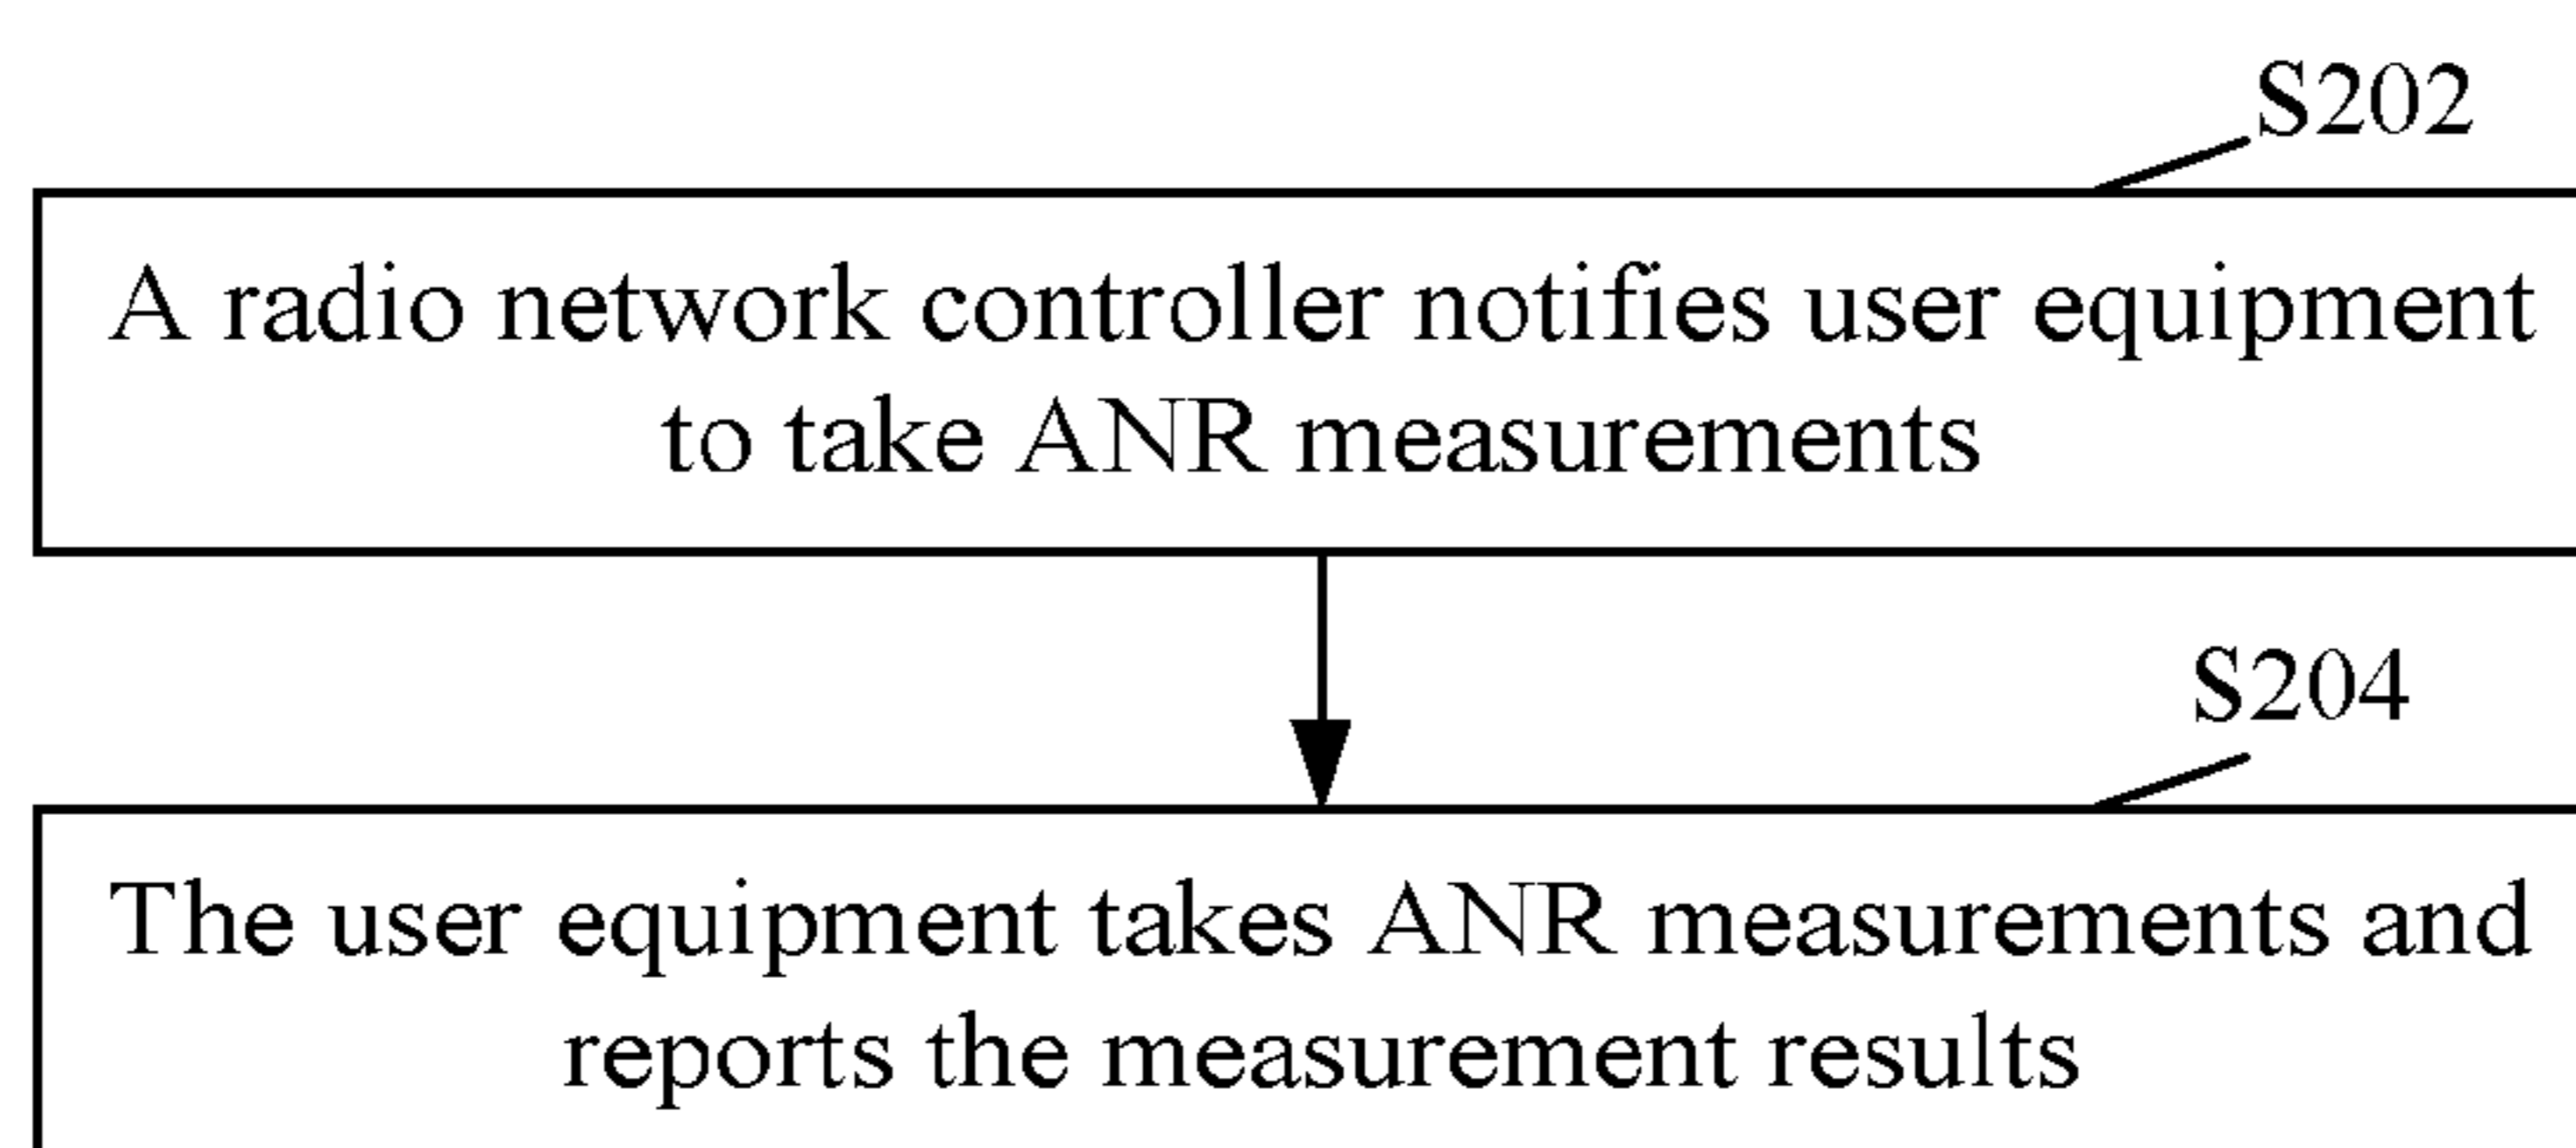 S202
A radio network controller notifies user equipment
to take ANR measurements
S204
The user equipment takes ANR measurements and
reports the measurement results